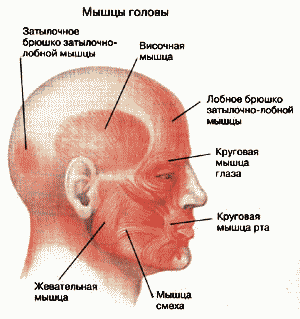 Мышцы головы
Затылочное
брюшко затылочно-
лобной мышцы
Височная
мышца
Лобное брюшко
затылочно-лобной
мышцы
Круговая
мышца
глаза
Круговая
мышца рта
Жевательная
мышца
Мышца
смеха